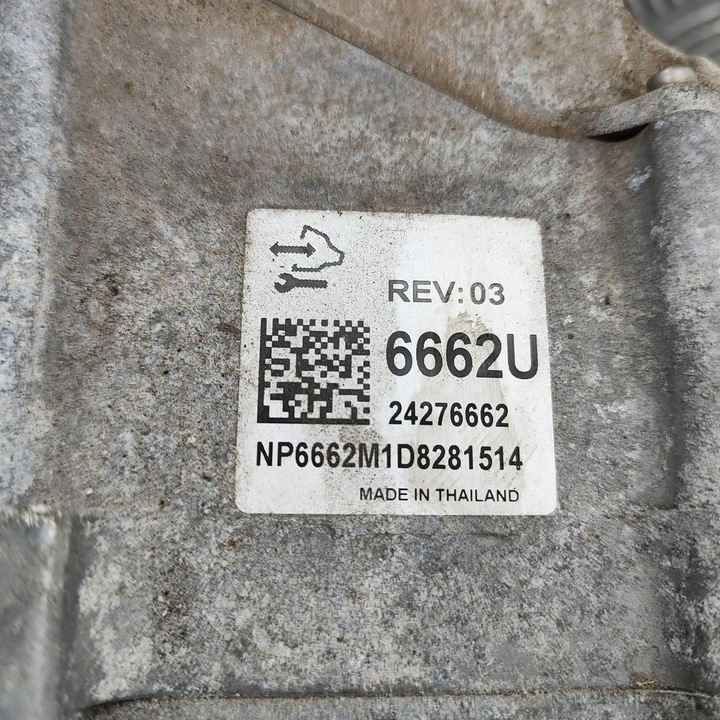 REV: 03
6662U
24276662
NP6662M1D8281514
MADE IN THAILAND